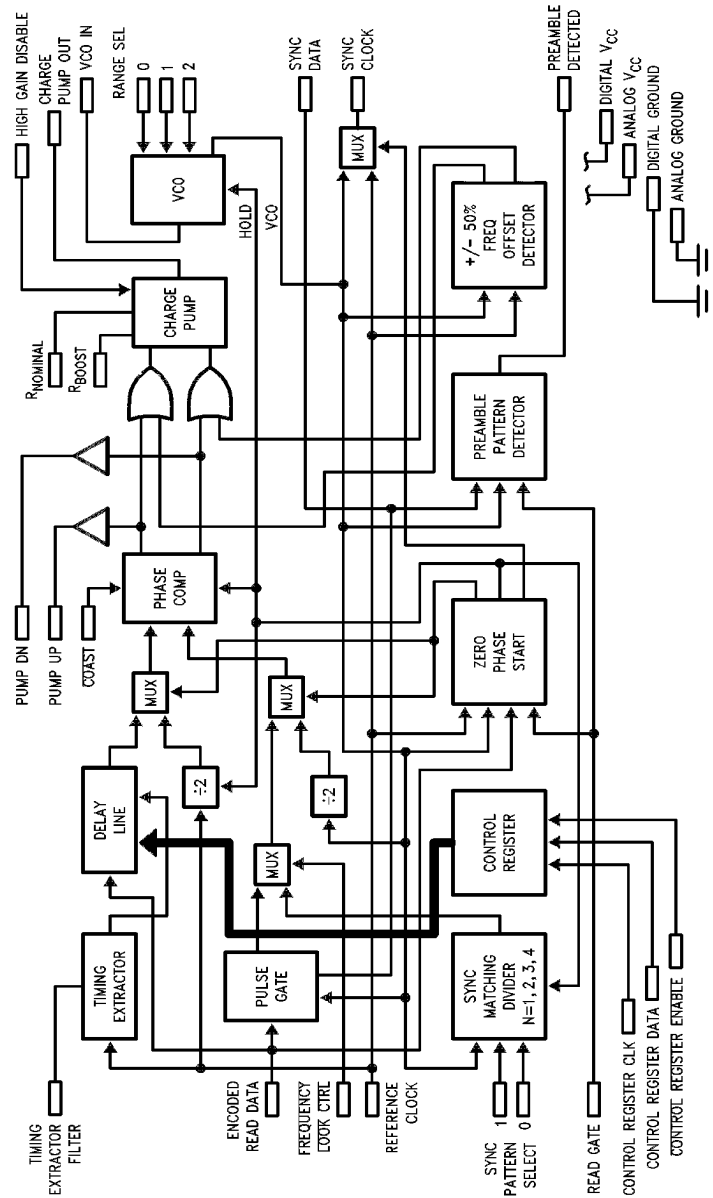 TIMING
EXTRACTOR
FILTER
PUMP DN
PUMP UP
COAST
RNOMINAL
RBOOST
HIGH GAIN DISABLE
CHARGE
PUMP OUT
VCO IN
RANGE SEL
0
1
2
TIMING
EXTRACTOR
DELAY
LINE
MUX
÷2
PHASE
COMP
CHARGE
PUMP
VCO
HOLD
VCO
ENCODED
READ DATA
FREQUENCY
LOCK CTRL
REFERENCE
CLOCK
PULSE
GATE
MUX
÷2
MUX
SYNC
DATA
SYNC
CLOCK
MUX
SYNC
PATTERN
SELECT
1
0
SYNC
MATCHING
DIVIDER
N=1,2,3,4
CONTROL
REGISTER
ZERO
PHASE
START
PREAMBLE
PATTERN
DETECTOR
+/- 50%
FREQ
OFFSET
DETECTOR
PREAMBLE
DETECTED
READ GATE
CONTROL REGISTER CLK
CONTROL REGISTER DATA
CONTROL REGISTER ENABLE
DIGITAL VCC
ANALOG VCC
DIGITAL GROUND
ANALOG GROUND